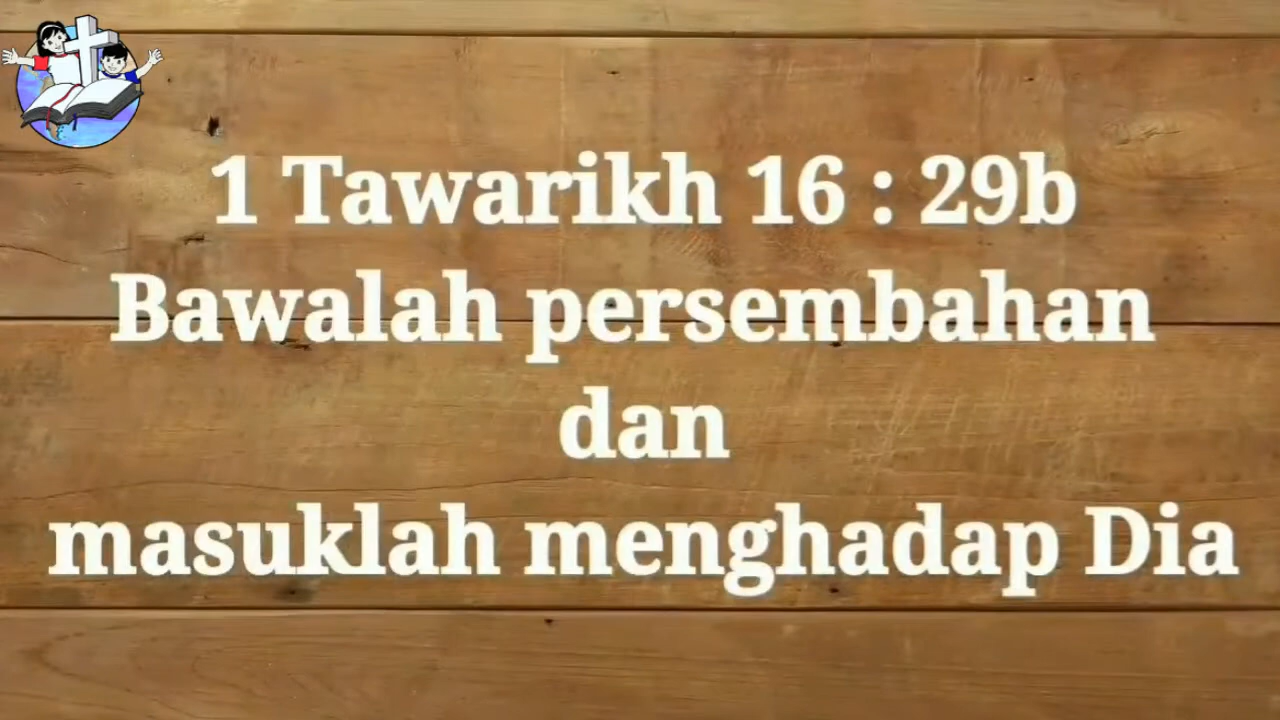 1 Tawarikh 16 : 29b
Bawalah persembahan
dan
masuklah menghadap Dia